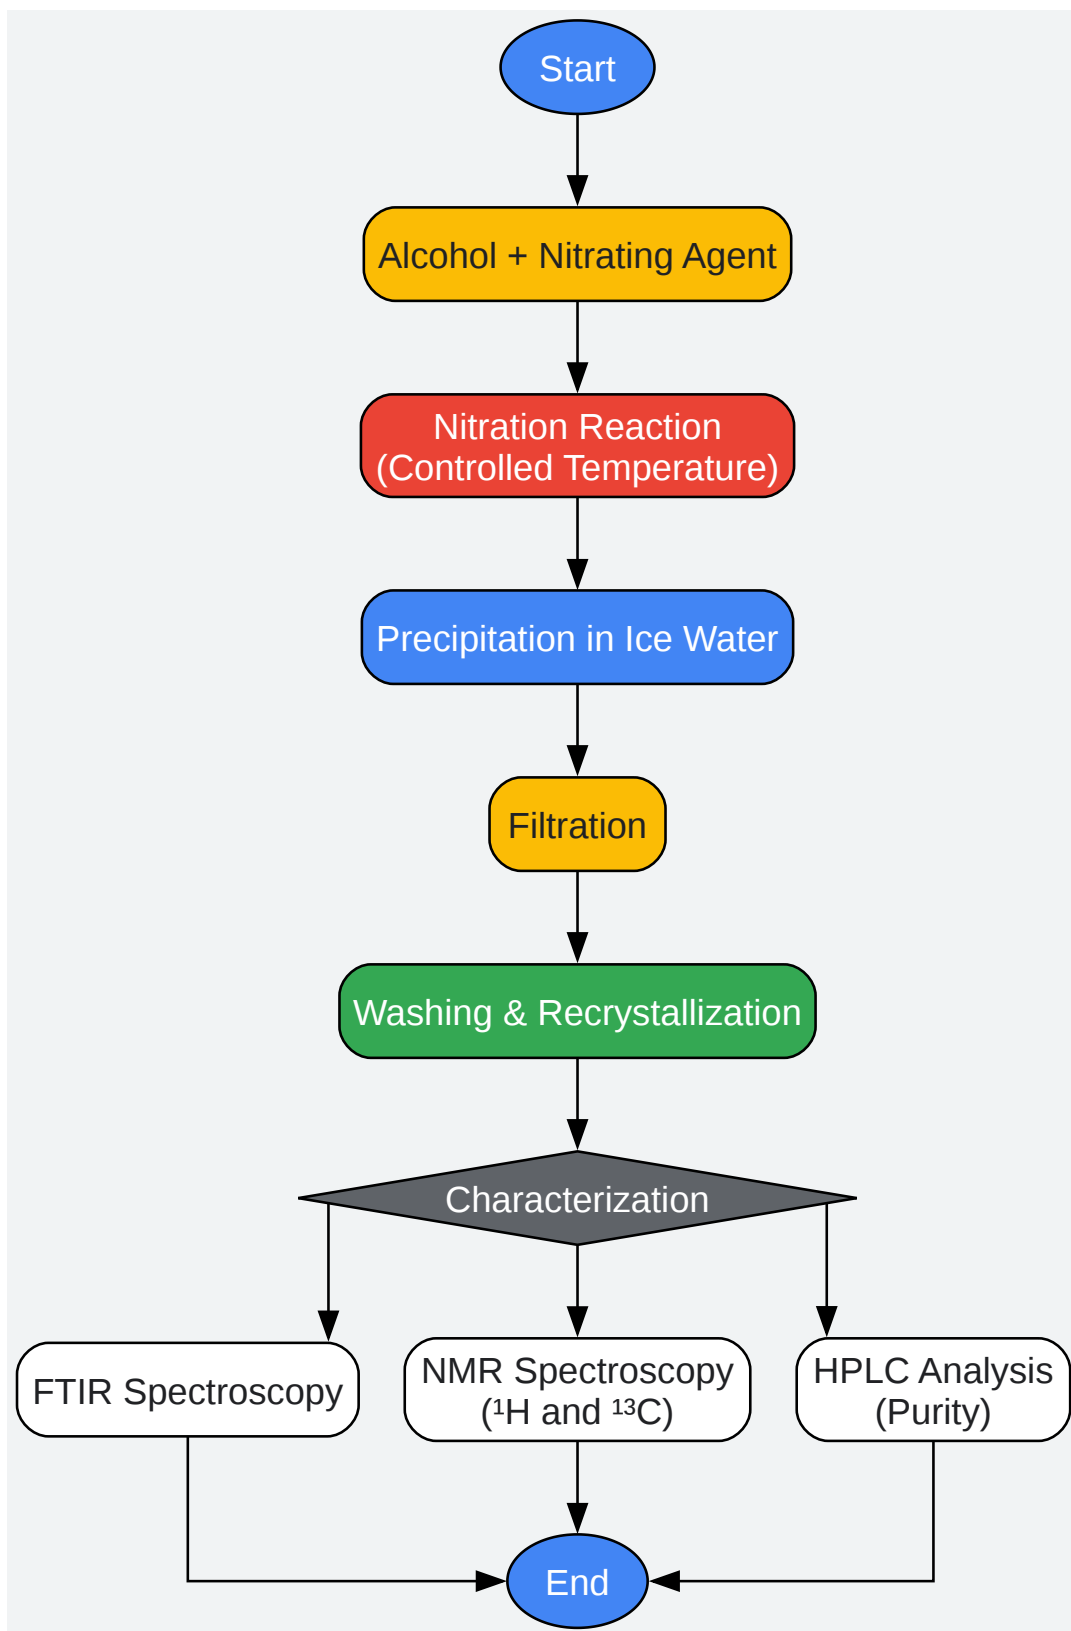 Start
Alcohol + Nitrating Agent
Nitration Reaction
(Controlled Temperature)
Precipitation in Ice Water
Filtration
Washing & Recrystallization
Characterization
FTIR Spectroscopy
NMR Spectroscopy
(¹H and ¹³C)
HPLC Analysis
(Purity)
End